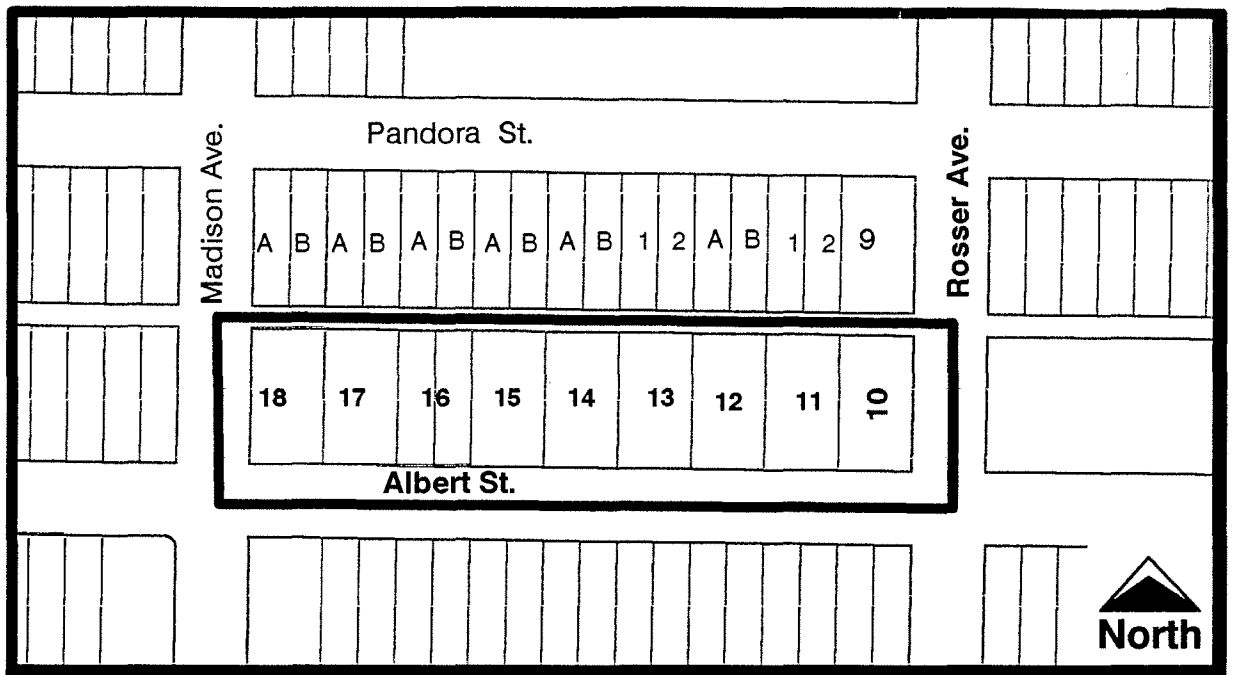 Pandora St.
Madison Ave.
Rosser Ave.
A B A B A B A B A B 1 2 A B 1 2 9
18 17 16 15 14 13 12 11 10
Albert St.
North